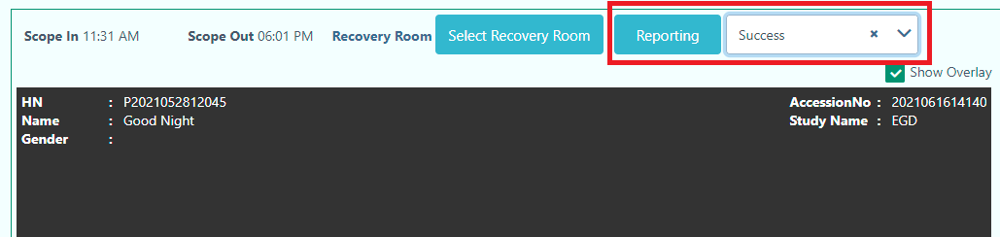 Scope In 11:31 AM Scope Out 06:01 PM Recovery Room Select Recovery Room Reporting Success
Show Overlay
HN : P2021052812045 AccessionNo : 2021061614140
Name : Good Night Study Name : EGD
Gender :